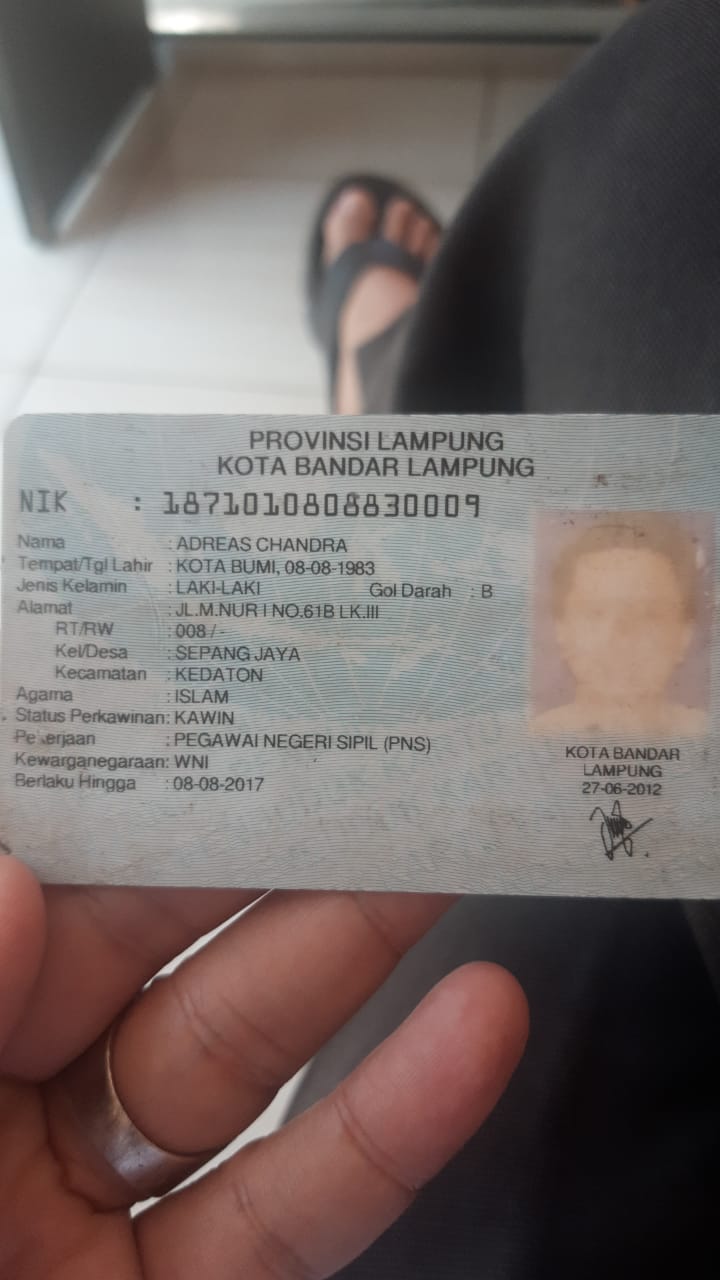 PROVINSI LAMPUNG
KOTA BANDAR LAMPUNG
NIK : 1871010808830009
Nama : ADREAS CHANDRA
Tempat/Tgl Lahir : KOTA BUMI, 08-08-1983
Jenis Kelamin : LAKI-LAKI Gol Darah : B
Alamat : JL.M.NUR I NO.61B LK.III
RT/RW : 008 / -
Kel/Desa : SEPANG JAYA
Kecamatan : KEDATON
Agama : ISLAM
Status Perkawinan: KAWIN
Pekerjaan : PEGAWAI NEGERI SIPIL (PNS)
Kewarganegaraan: WNI
Berlaku Hingga : 08-08-2017
KOTA BANDAR
LAMPUNG
27-06-2012